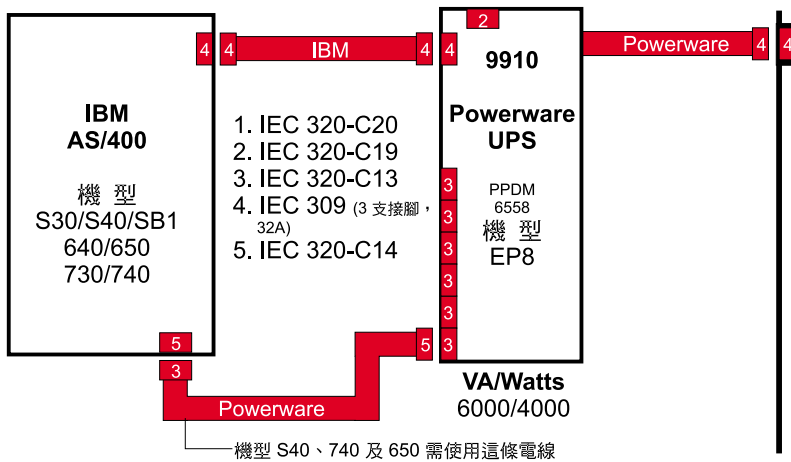 2
4
4
IBM
4
4
9910
Powerware
4
4
IBM
AS/400
機 型
S30/S40/SB1
640/650
730/740
1. IEC 320-C20
2. IEC 320-C19
3. IEC 320-C13
4. IEC 309 (3 支接腳，
32A)
5. IEC 320-C14
Powerware
UPS
PPDM
6558
機 型
EP8
3
3
3
3
3
3
5
5
3
Powerware
VA/Watts
6000/4000
機型 S40、740 及 650 需使用這條電線